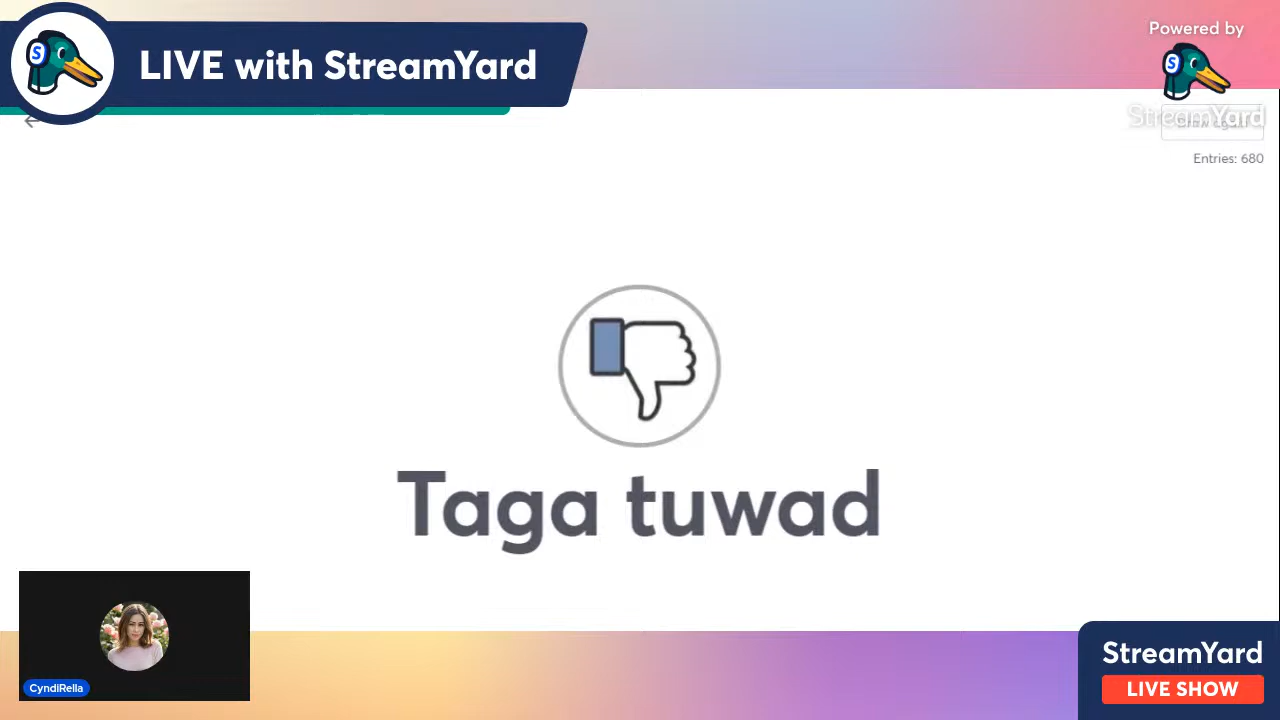 S
LIVE with StreamYard
Powered by
S
StreamYard
Entries: 680
Taga tuwad
CyndiRella
StreamYard
LIVE SHOW